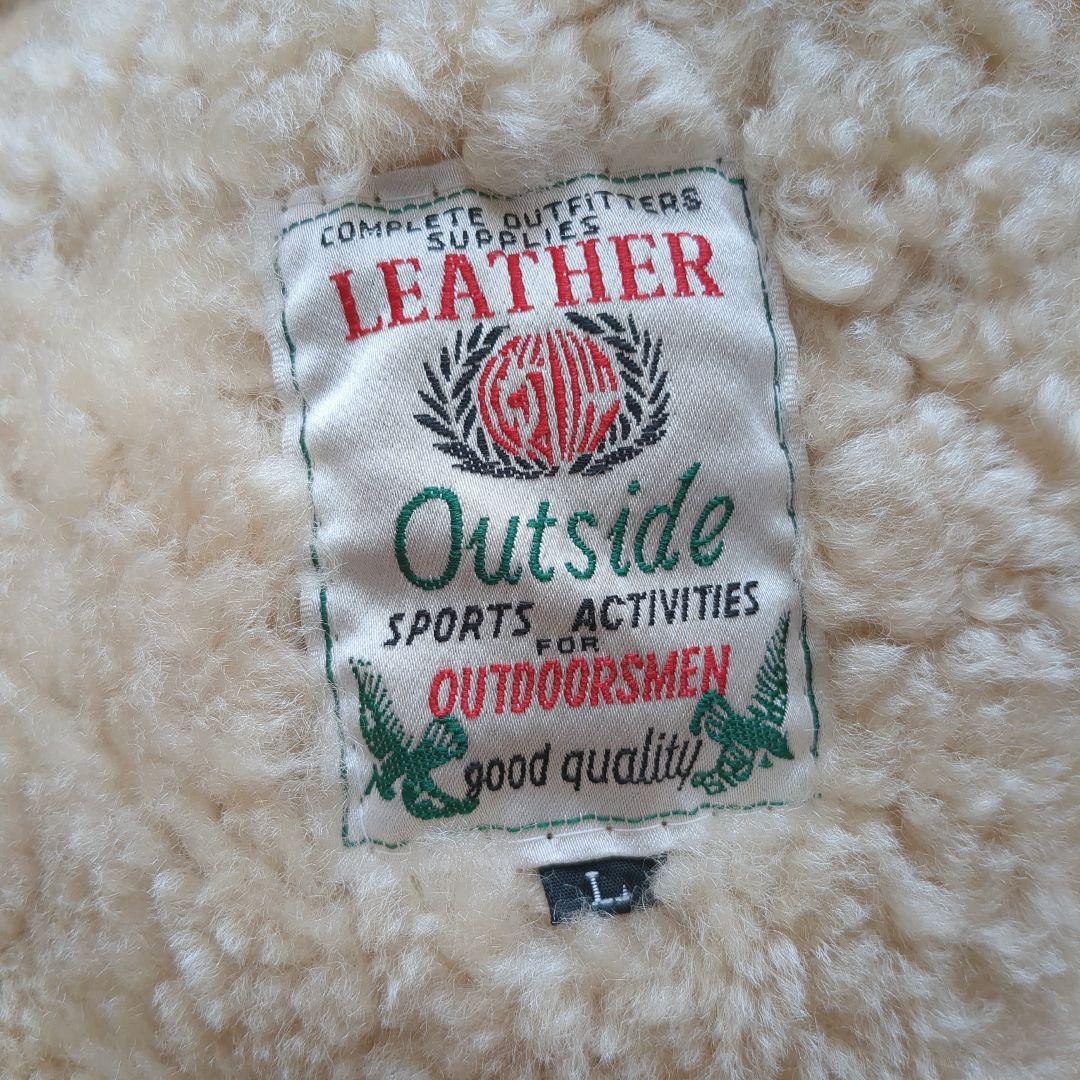 COMPLETE OUTFITTERS
SUPPLIES
LEATHER
Outside
SPORTS ACTIVITIES
FOR
OUTDOORSMEN
good quality
L